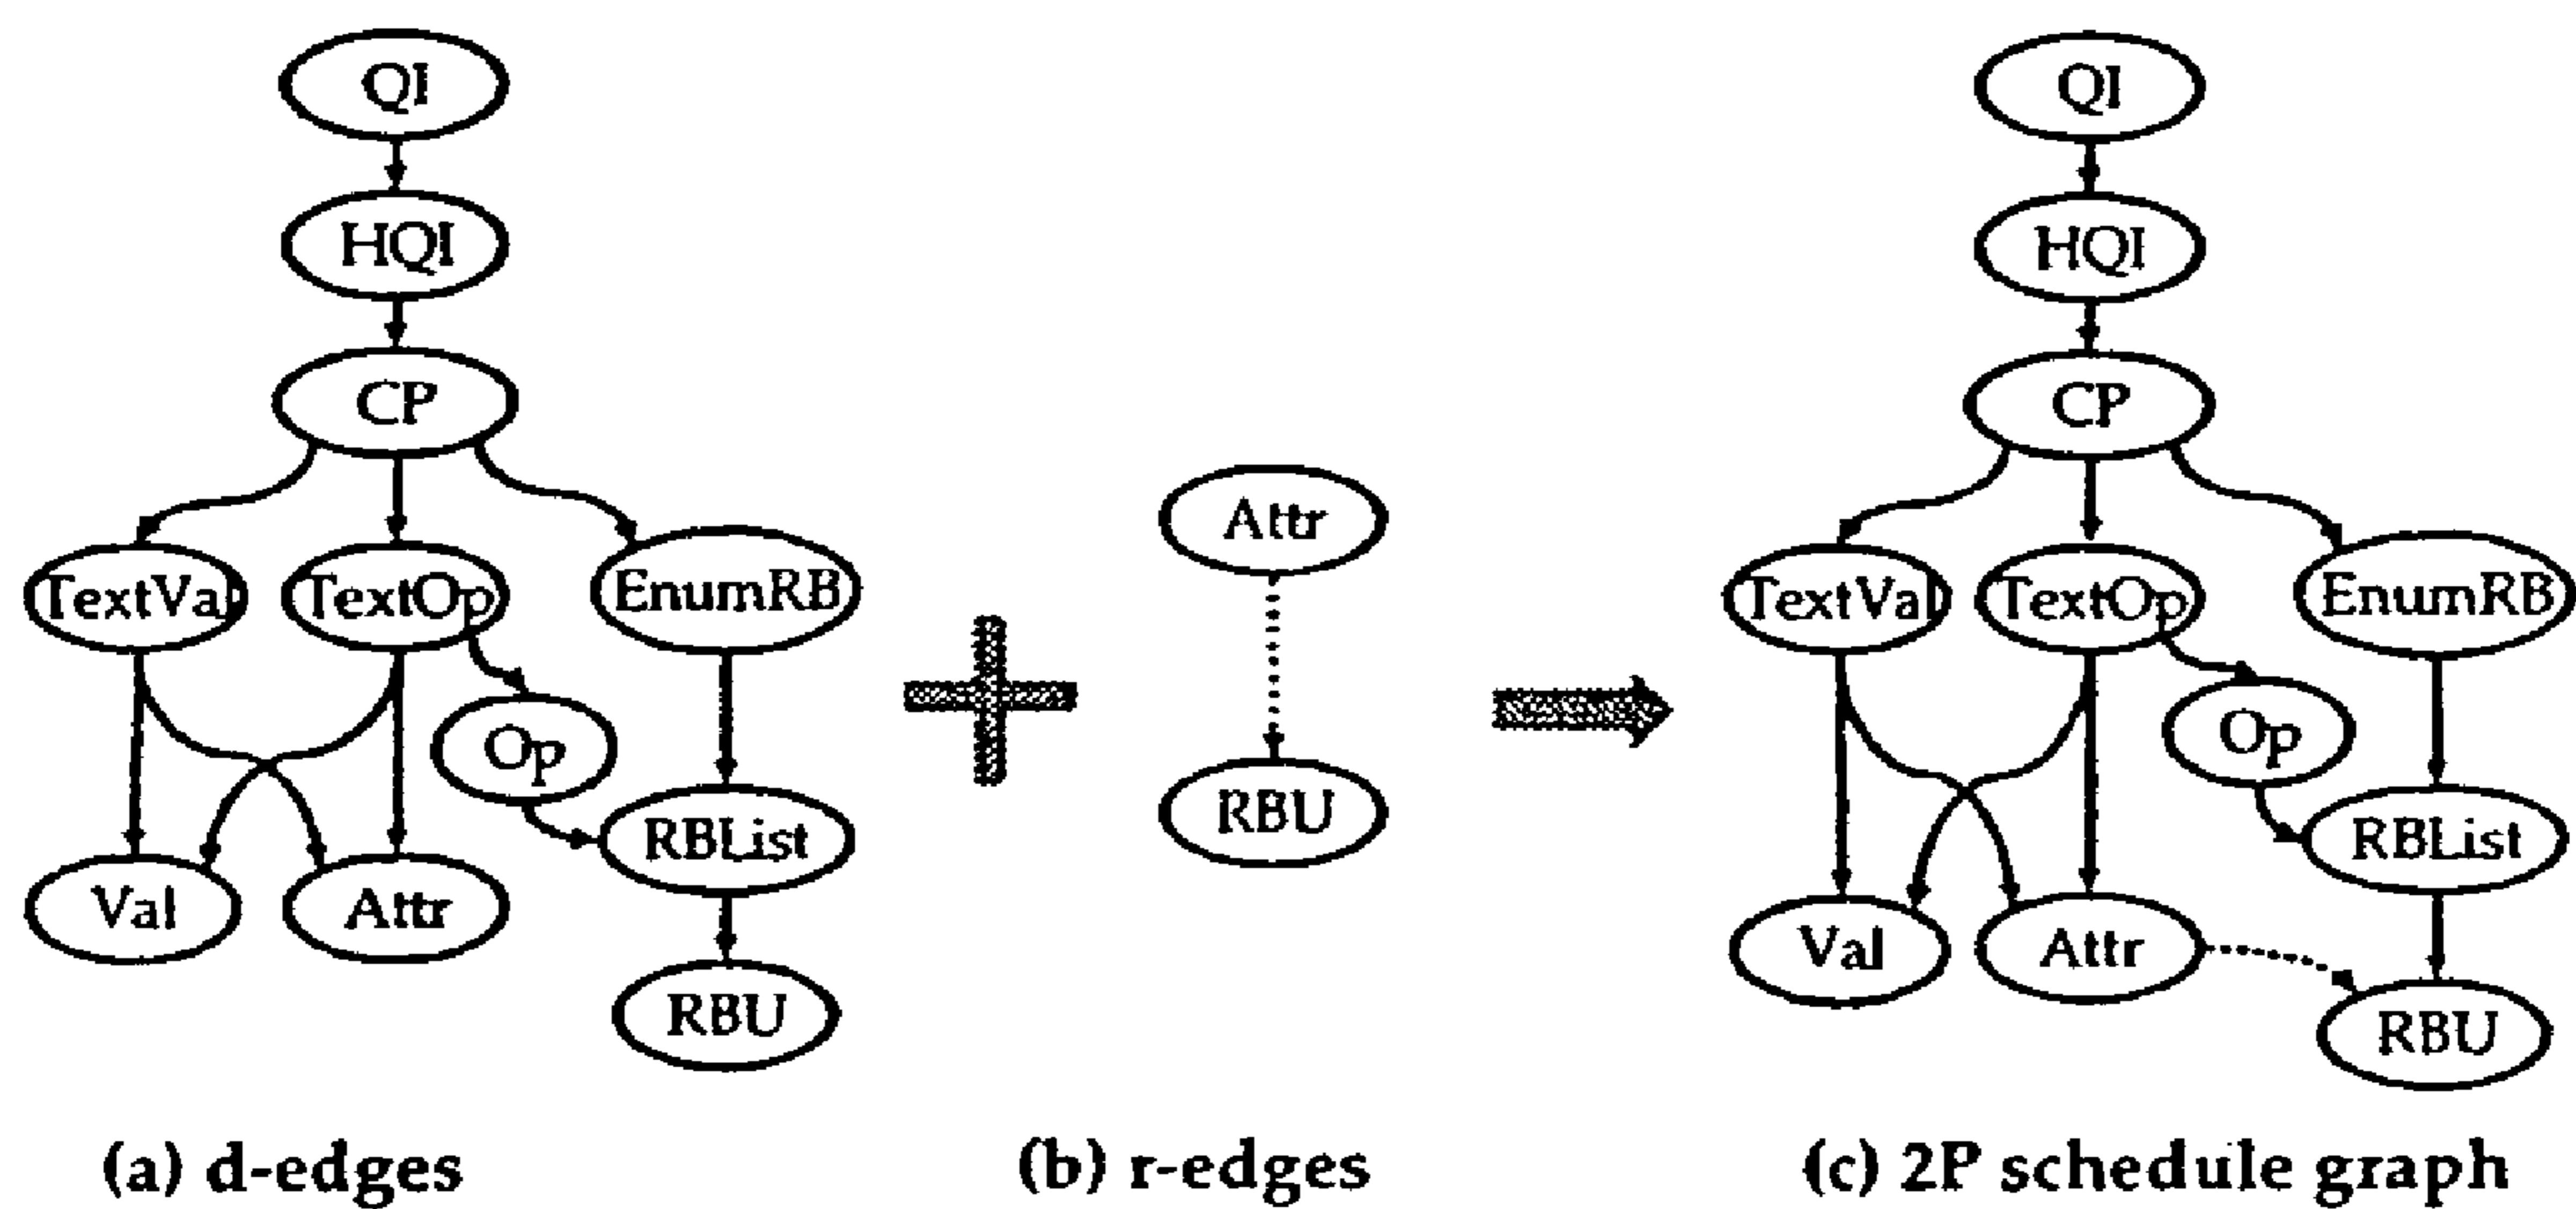 QI
HQI
CP
TextVal
TextOp
EnumRB
Op
RBList
Val
Attr
RBU
(a) d-edges
Attr
RBU
(b) r-edges
QI
HQI
CP
TextVal
TextOp
EnumRB
Op
RBList
Val
Attr
RBU
(c) 2P schedule graph